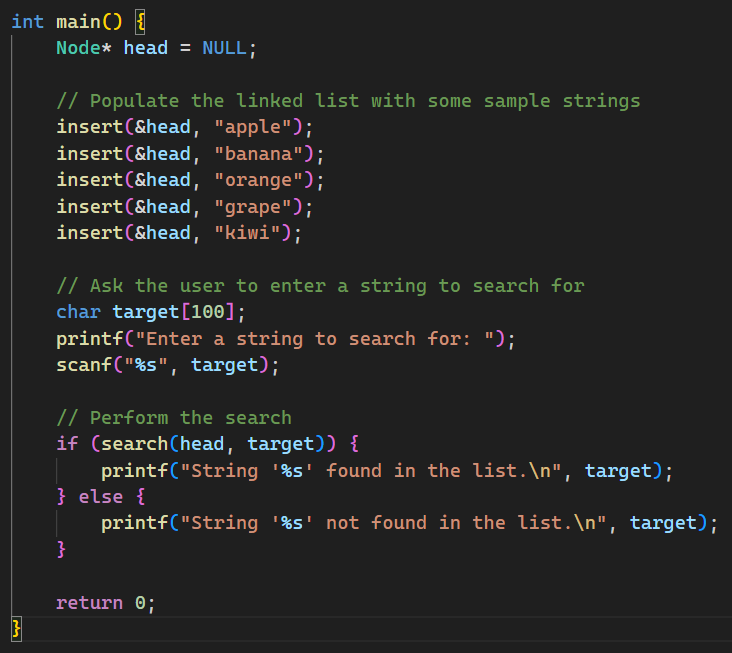 int main() {
    Node* head = NULL;

    // Populate the linked list with some sample strings
    insert(&head, "apple");
    insert(&head, "banana");
    insert(&head, "orange");
    insert(&head, "grape");
    insert(&head, "kiwi");

    // Ask the user to enter a string to search for
    char target[100];
    printf("Enter a string to search for: ");
    scanf("%s", target);

    // Perform the search
    if (search(head, target)) {
        printf("String '%s' found in the list.\n", target);
    } else {
        printf("String '%s' not found in the list.\n", target);
    }

    return 0;
}